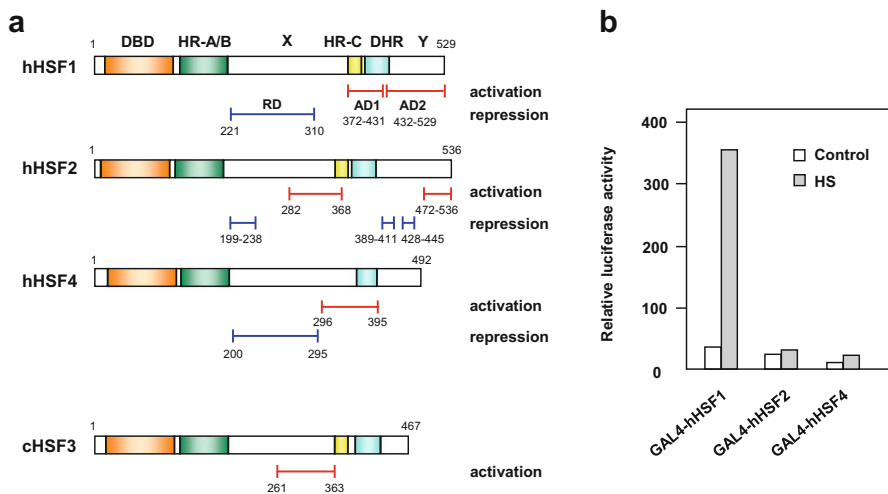 a
1 DBD HR-A/B X HR-C DHR Y 529
hHSF1
activation
RD AD1 AD2 repression
221 310 372-431 432-529
1 536
hHSF2
activation
282 368 472-536
repression
199-238 389-411 428-445
1 492
hHSF4
activation
296 395
repression
200 295
1 467
cHSF3
activation
261 363
b
Relative luciferase activity
400
300
200
100
0
Control
HS
GAL4-hHSF1
GAL4-hHSF2
GAL4-hHSF4